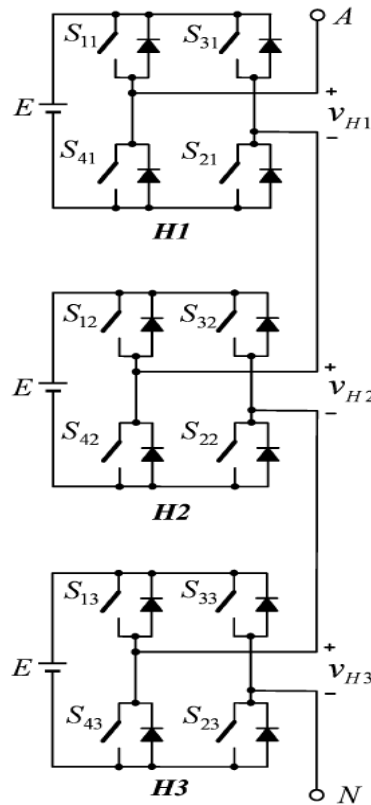 A
S11 S31
+
E
vH1
−
S41 S21
H1
S12 S32
+
E
vH2
−
S42 S22
H2
S13 S33
+
E
vH3
−
S43 S23
H3
N